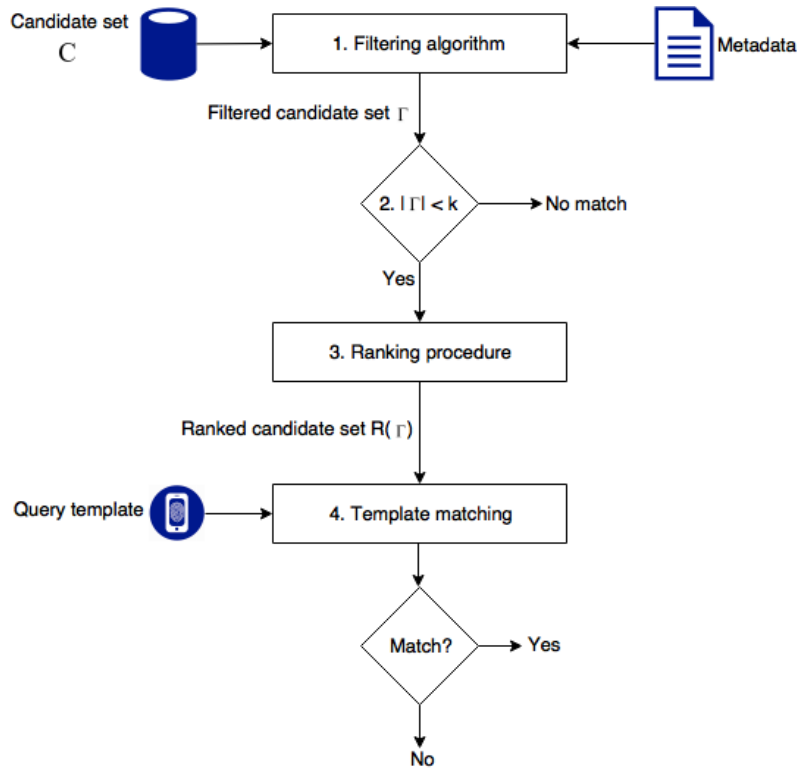 Candidate set
C
1. Filtering algorithm
Metadata
Filtered candidate set Γ
2. | Γ | < k
No match
Yes
3. Ranking procedure
Ranked candidate set R( Γ )
Query template
4. Template matching
Match?
Yes
No